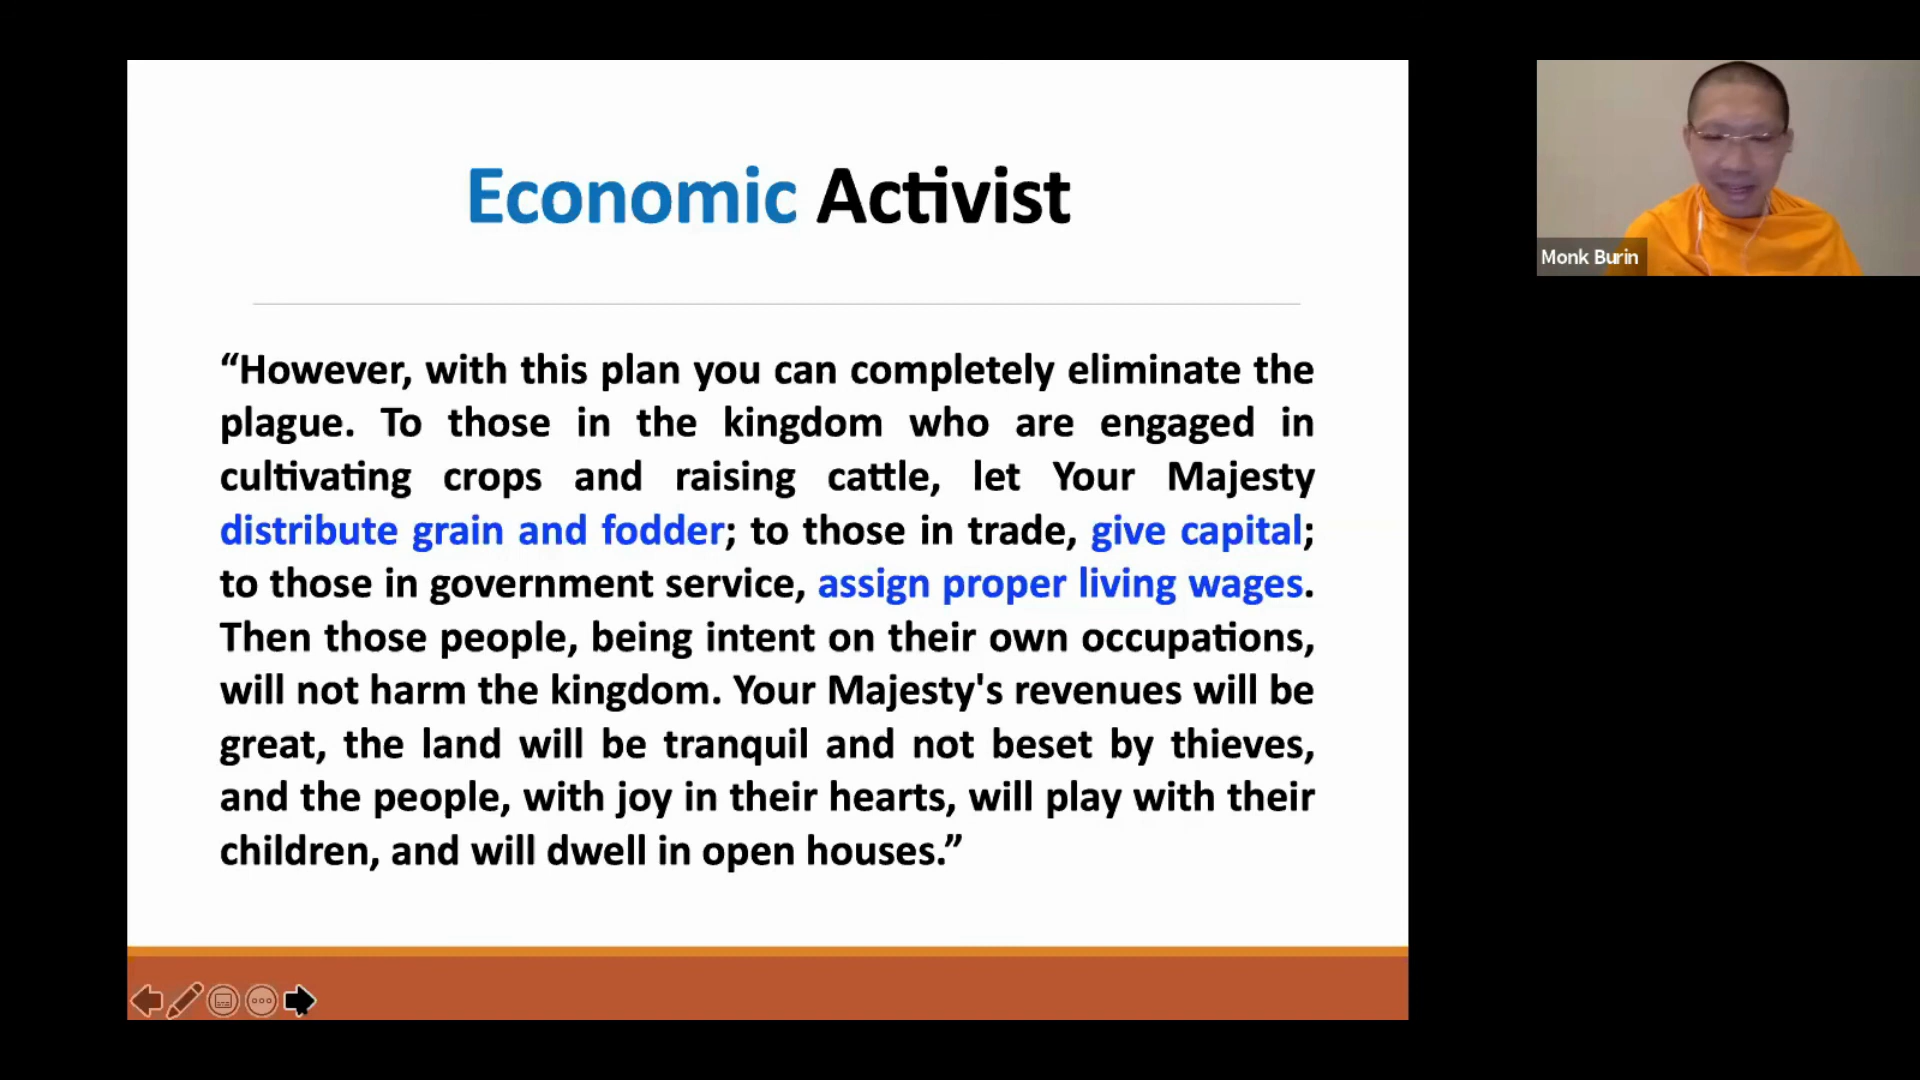 Economic Activist
“However, with this plan you can completely eliminate the
plague. To those in the kingdom who are engaged in
cultivating crops and raising cattle, let Your Majesty
distribute grain and fodder; to those in trade, give capital;
to those in government service, assign proper living wages.
Then those people, being intent on their own occupations,
will not harm the kingdom. Your Majesty's revenues will be
great, the land will be tranquil and not beset by thieves,
and the people, with joy in their hearts, will play with their
children, and will dwell in open houses.”
Monk Burin